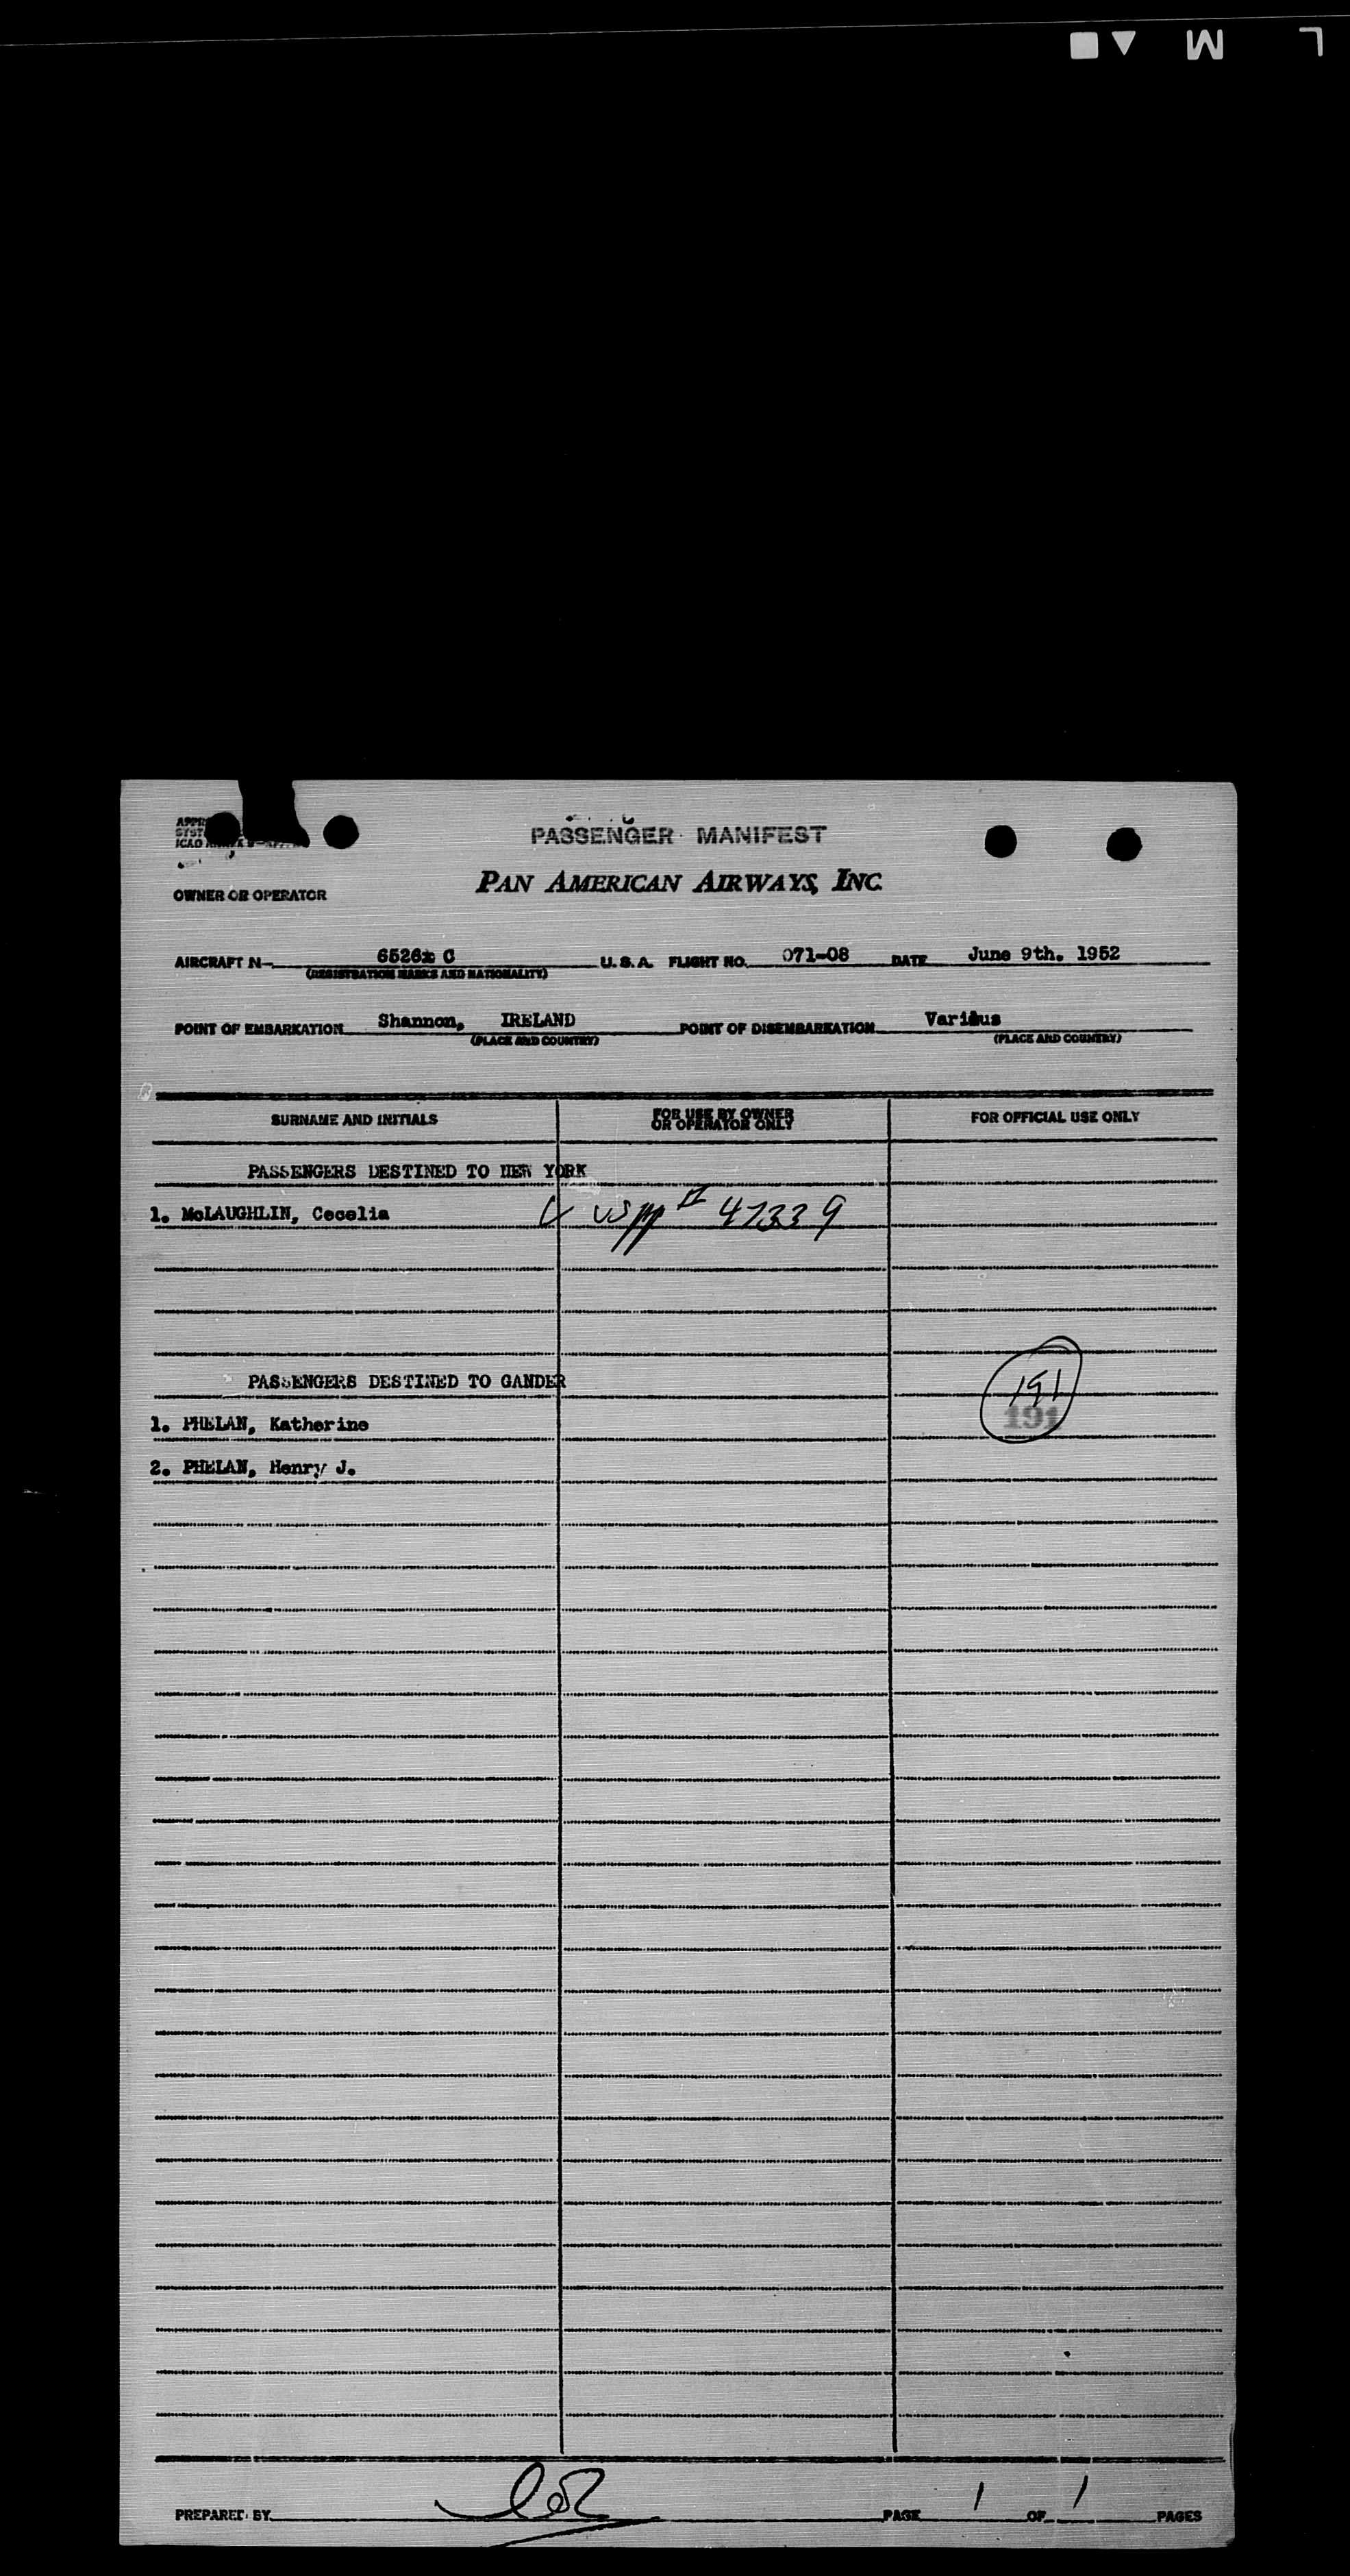 L M
PASSENGER MANIFEST
PAN AMERICAN AIRWAYS, INC.
OWNER OR OPERATOR
AIRCRAFT N- 6526 C U.S.A. FLIGHT NO. 071-08 DATE June 9th. 1952
(REGISTRATION MARKS AND NATIONALITY)
POINT OF EMBARKATION Shannon, IRELAND POINT OF DISEMBARKATION Various
(PLACE AND COUNTRY) (PLACE AND COUNTRY)
SURNAME AND INITIALS FOR USE BY OWNER OR OPERATOR ONLY FOR OFFICIAL USE ONLY
PASSENGERS DESTINED TO NEW YORK
1. McLAUGHLIN, Cecelia USPP # 47339
PASSENGERS DESTINED TO GANDER
191
1. PHELAN, Katherine 191
2. PHELAN, Henry J.
PREPARED BY PAGE 1 OF 1 PAGES